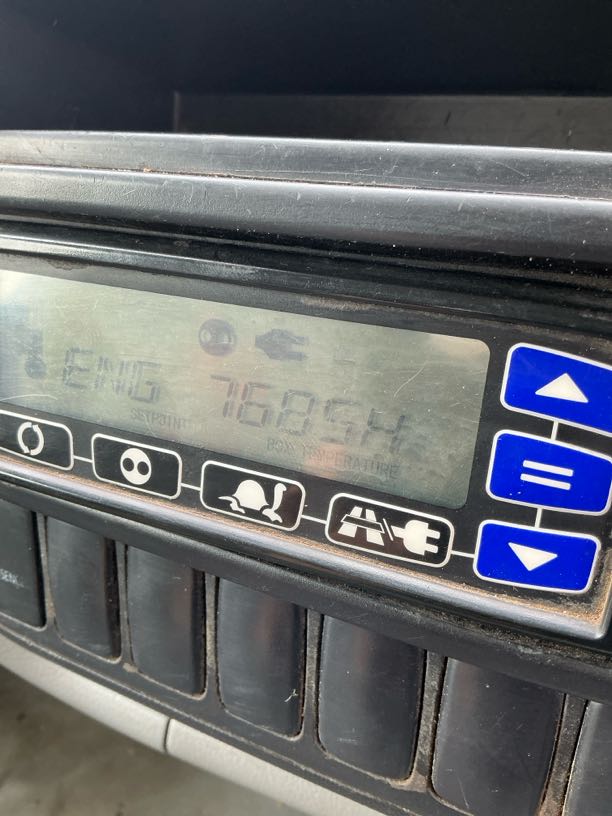 ENG 7685H
SETPOINT BOX TEMPERATURE